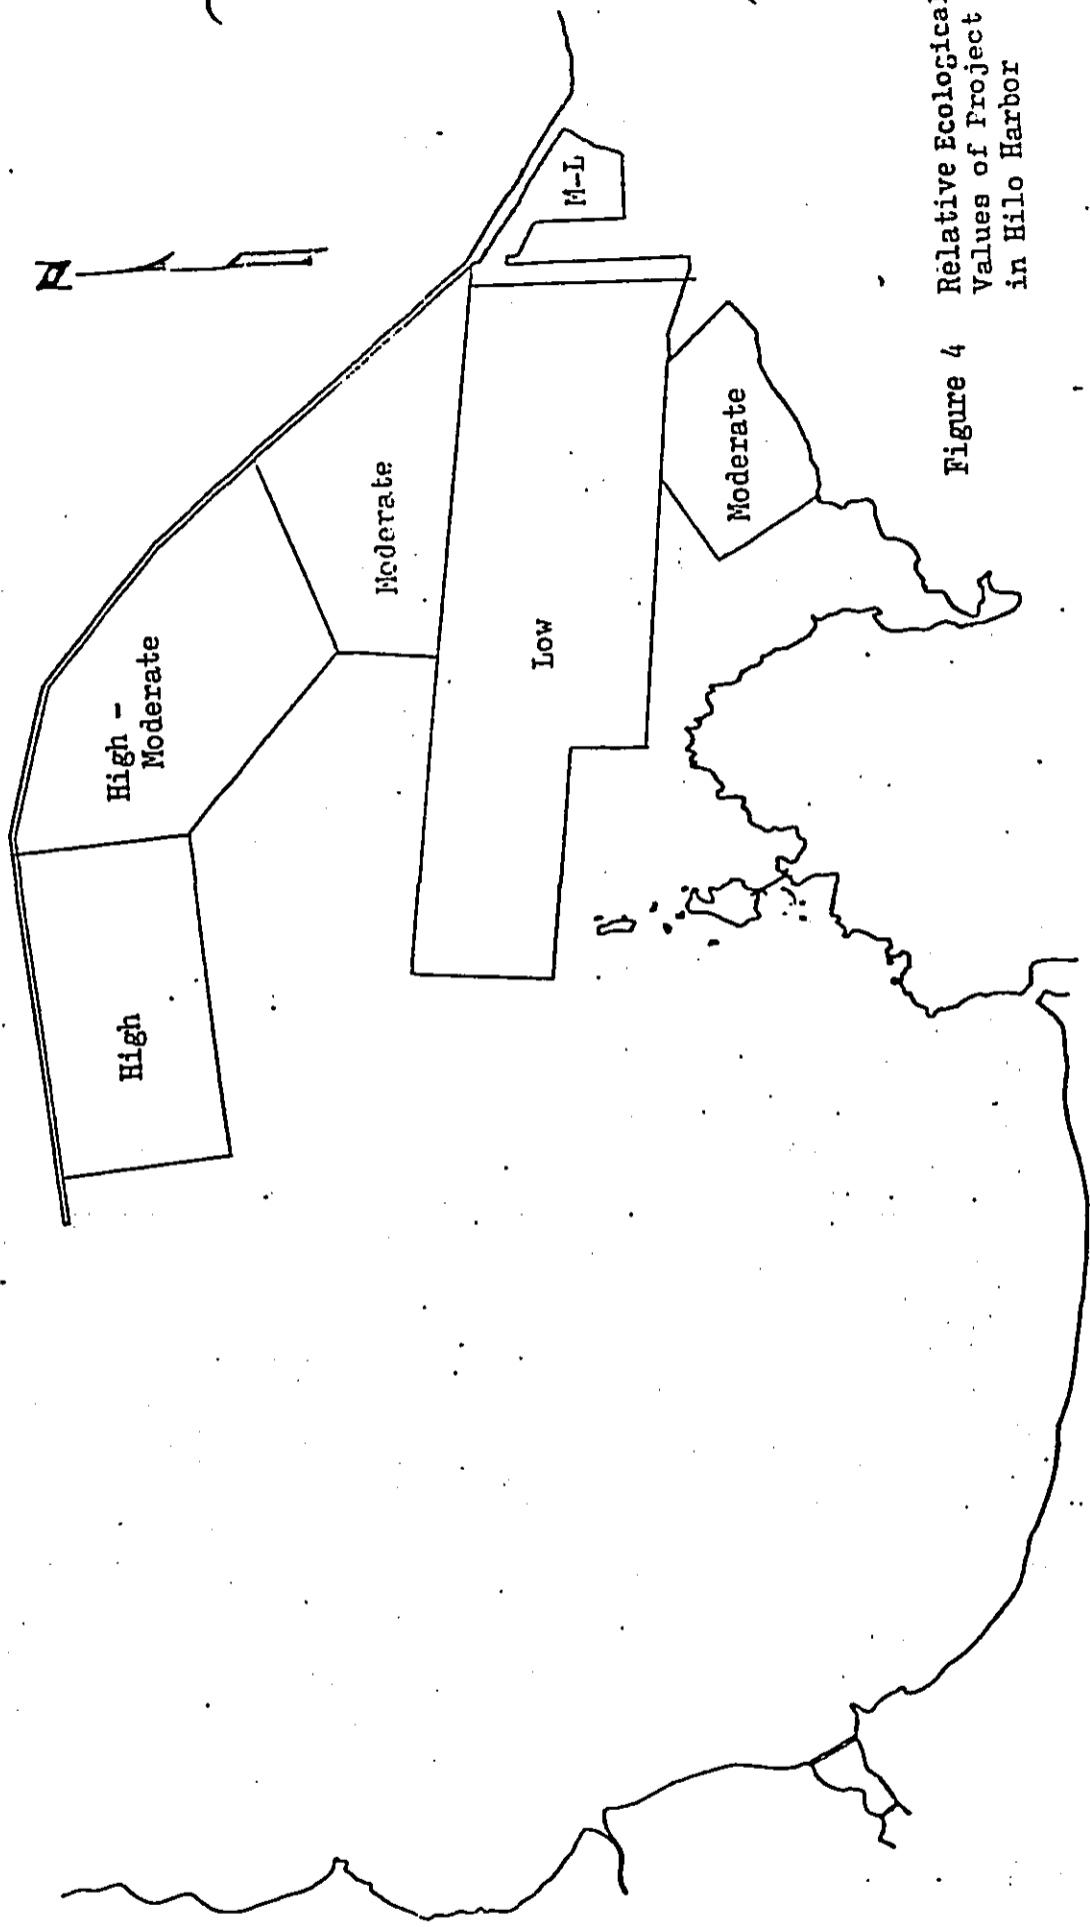 N
High
High -
Moderate
Moderate
Low
Moderate
M-L
Figure 4 Relative Ecological
Values of Project
in Hilo Harbor